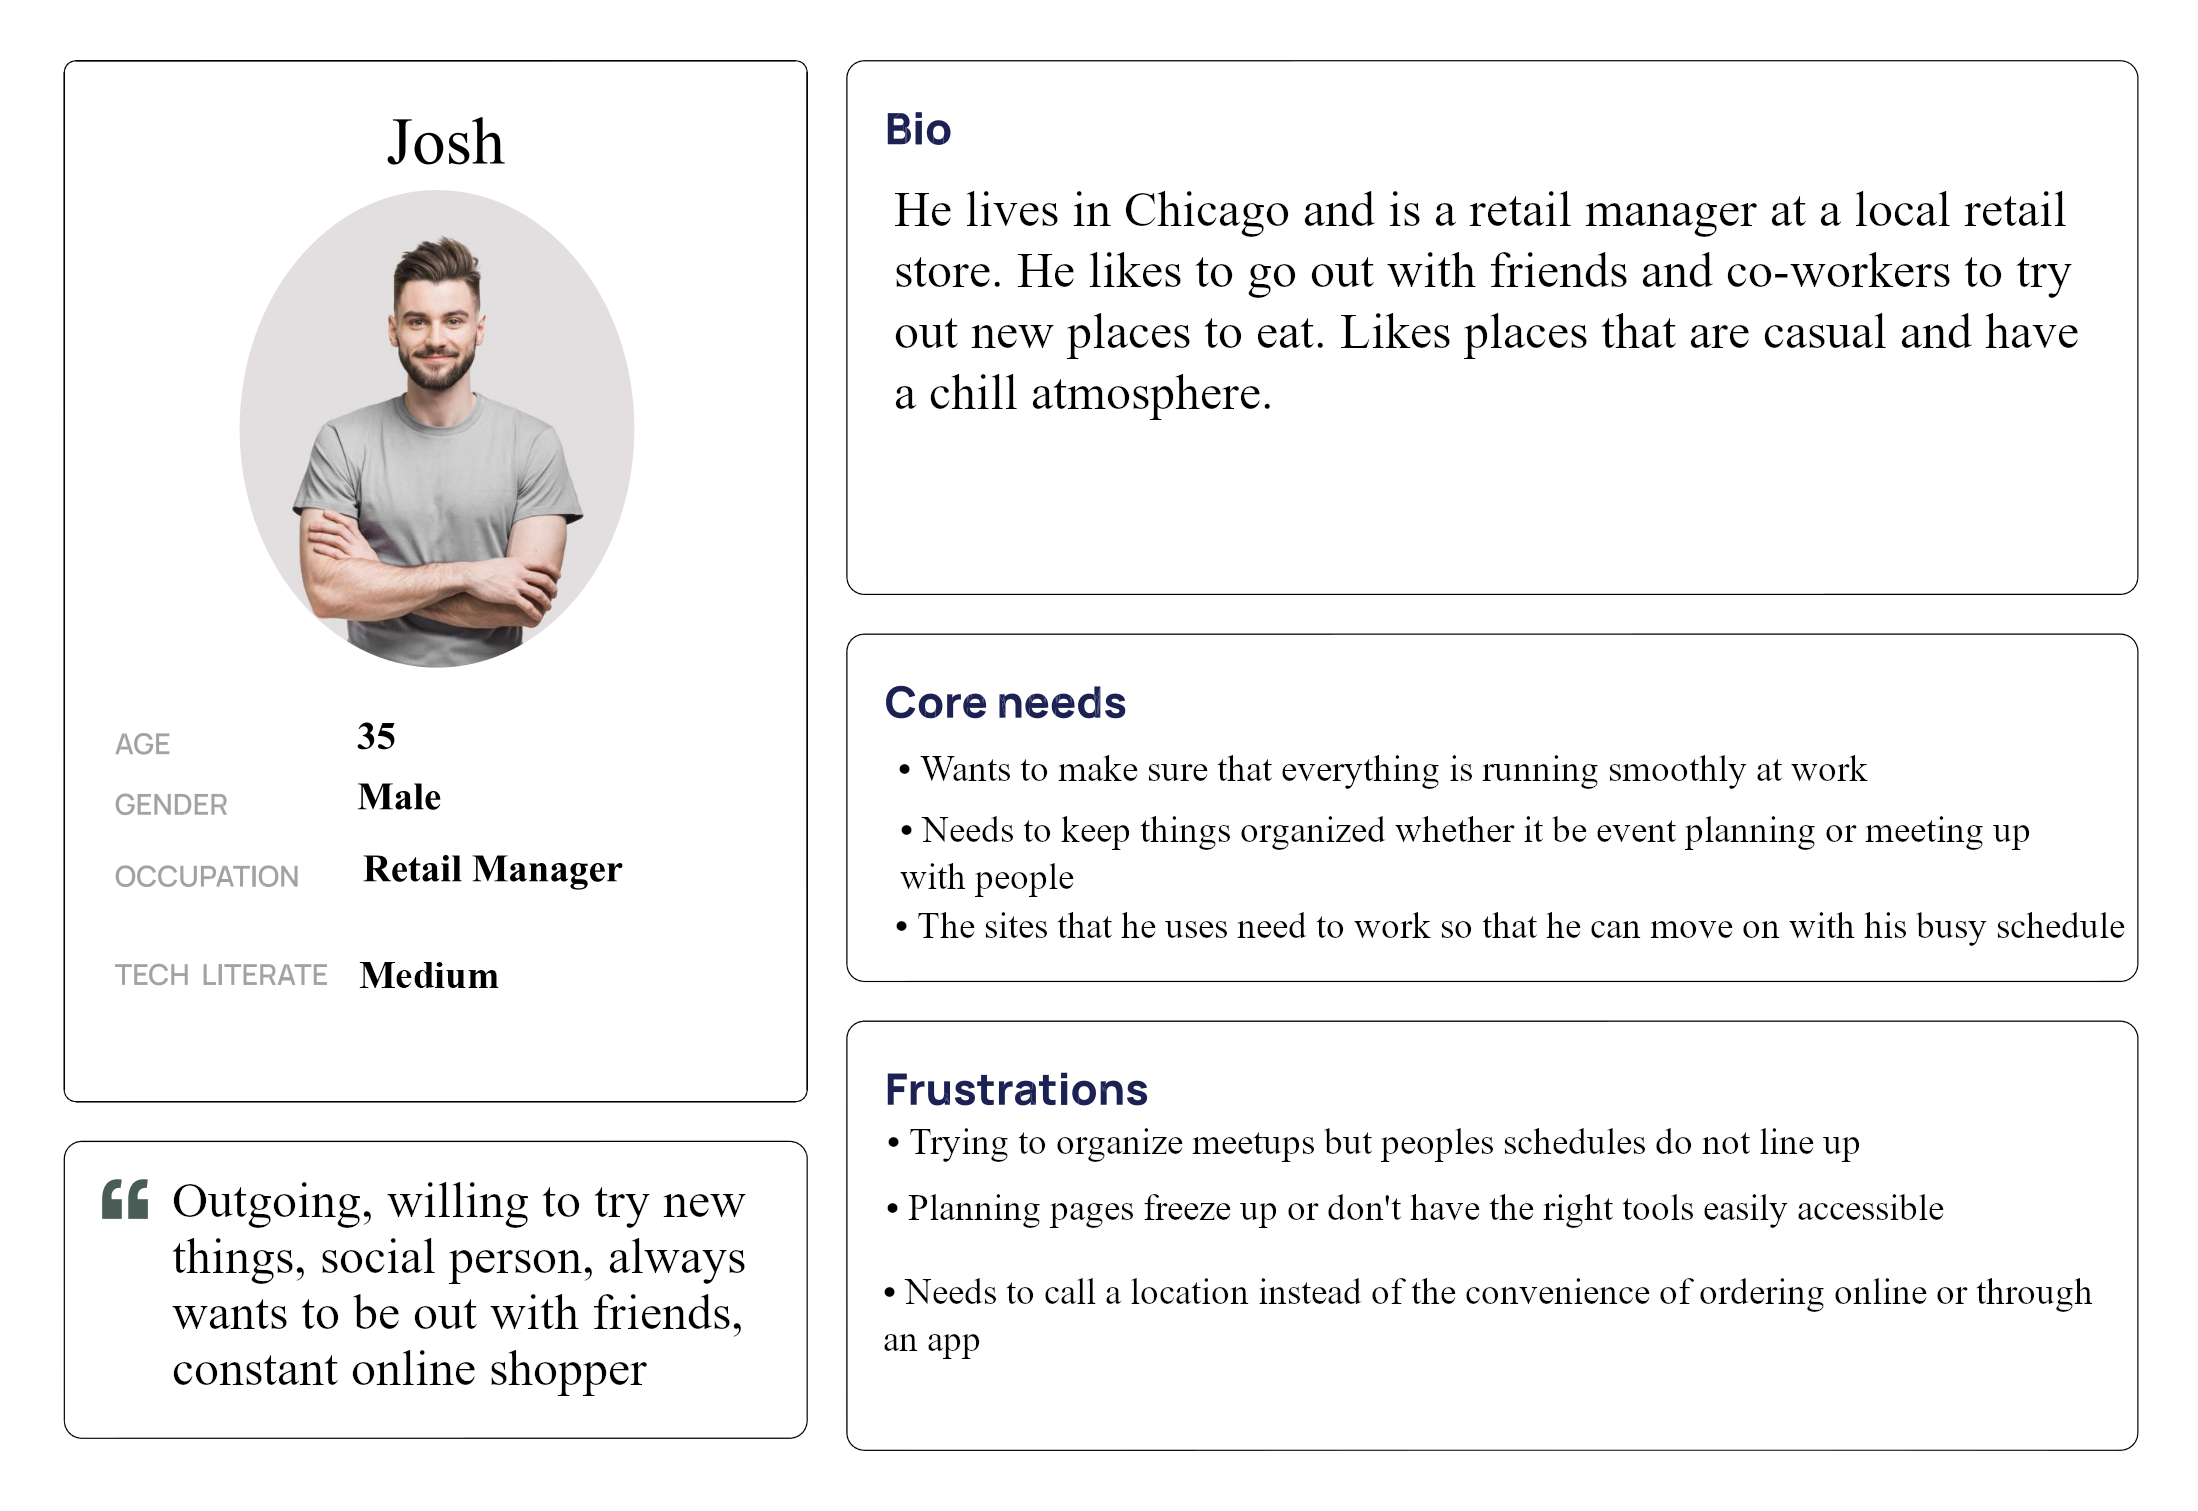 Josh
AGE 35
GENDER Male
OCCUPATION Retail Manager
TECH LITERATE Medium
“ Outgoing, willing to try new
things, social person, always
wants to be out with friends,
constant online shopper
Bio
He lives in Chicago and is a retail manager at a local retail
store. He likes to go out with friends and co-workers to try
out new places to eat. Likes places that are casual and have
a chill atmosphere.
Core needs
• Wants to make sure that everything is running smoothly at work
• Needs to keep things organized whether it be event planning or meeting up
with people
• The sites that he uses need to work so that he can move on with his busy schedule
Frustrations
• Trying to organize meetups but peoples schedules do not line up
• Planning pages freeze up or don't have the right tools easily accessible
• Needs to call a location instead of the convenience of ordering online or through
an app